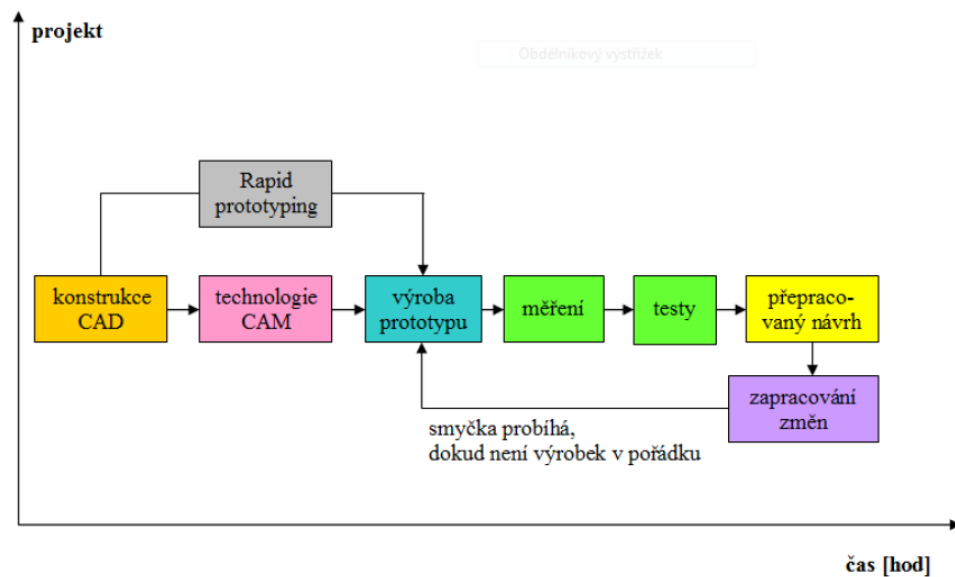 projekt
Obdélníkový výstřižek
Rapid
prototyping
konstrukce
CAD
technologie
CAM
výroba
prototypu
měření
testy
přepraco-
vaný návrh
zapracování
změn
smyčka probíhá,
dokud není výrobek v pořádku
čas [hod]